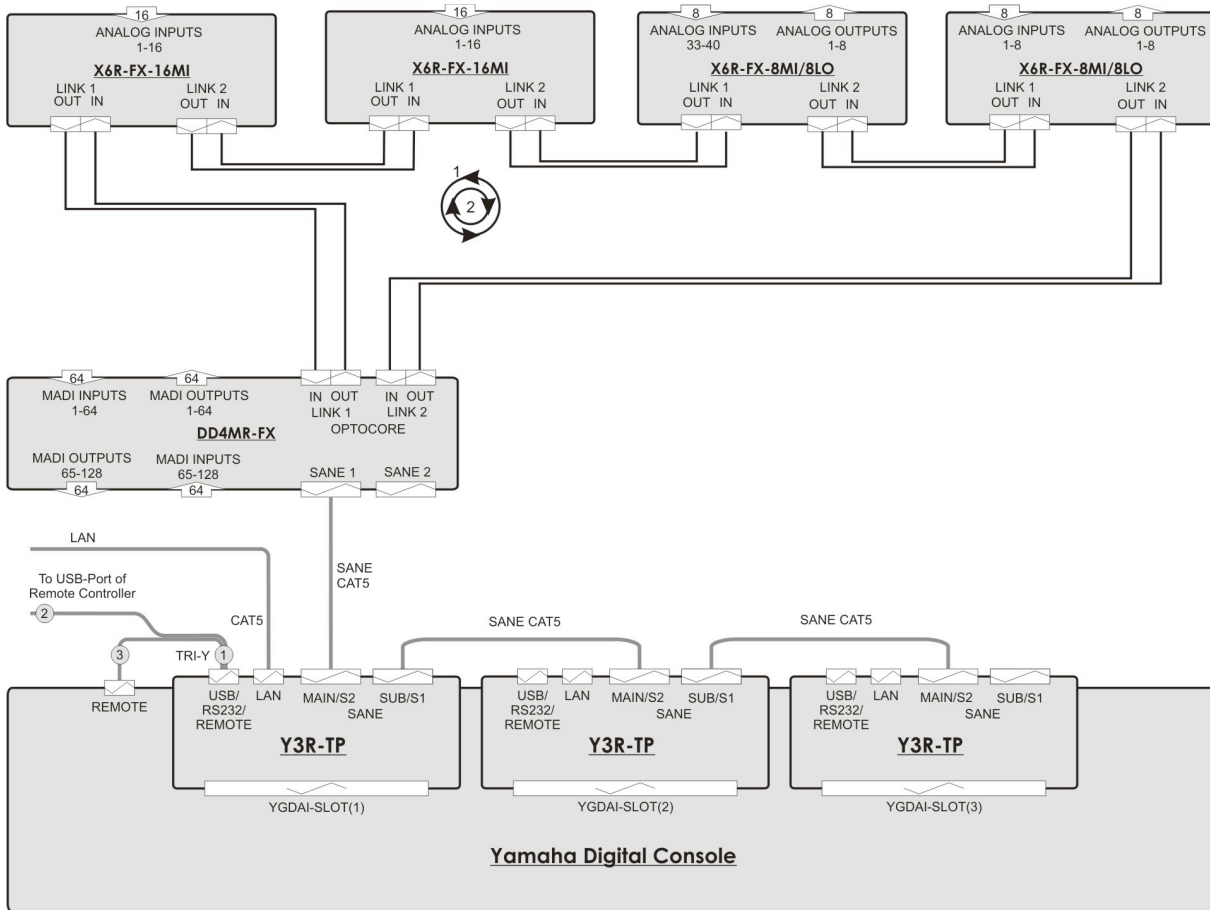 16
ANALOG INPUTS
1-16
X6R-FX-16MI
LINK 1
OUT IN
LINK 2
OUT IN
16
ANALOG INPUTS
1-16
X6R-FX-16MI
LINK 1
OUT IN
LINK 2
OUT IN
8
ANALOG INPUTS
33-40
8
ANALOG OUTPUTS
1-8
X6R-FX-8MI/8LO
LINK 1
OUT IN
LINK 2
OUT IN
8
ANALOG INPUTS
1-8
8
ANALOG OUTPUTS
1-8
X6R-FX-8MI/8LO
LINK 1
OUT IN
LINK 2
OUT IN
1
2
64
MADI INPUTS
1-64
64
MADI OUTPUTS
1-64
IN OUT
LINK 1
IN OUT
LINK 2
OPTOCORE
DD4MR-FX
MADI OUTPUTS
65-128
64
MADI INPUTS
65-128
64
SANE 1
SANE 2
LAN
SANE
CAT5
To USB-Port of
Remote Controller
2
CAT5
3
TRI-Y
1
SANE CAT5
SANE CAT5
REMOTE
USB/
RS232/
REMOTE
LAN
MAIN/S2
SUB/S1
SANE
Y3R-TP
YGDAI-SLOT(1)
USB/
RS232/
REMOTE
LAN
MAIN/S2
SUB/S1
SANE
Y3R-TP
YGDAI-SLOT(2)
USB/
RS232/
REMOTE
LAN
MAIN/S2
SUB/S1
SANE
Y3R-TP
YGDAI-SLOT(3)
Yamaha Digital Console